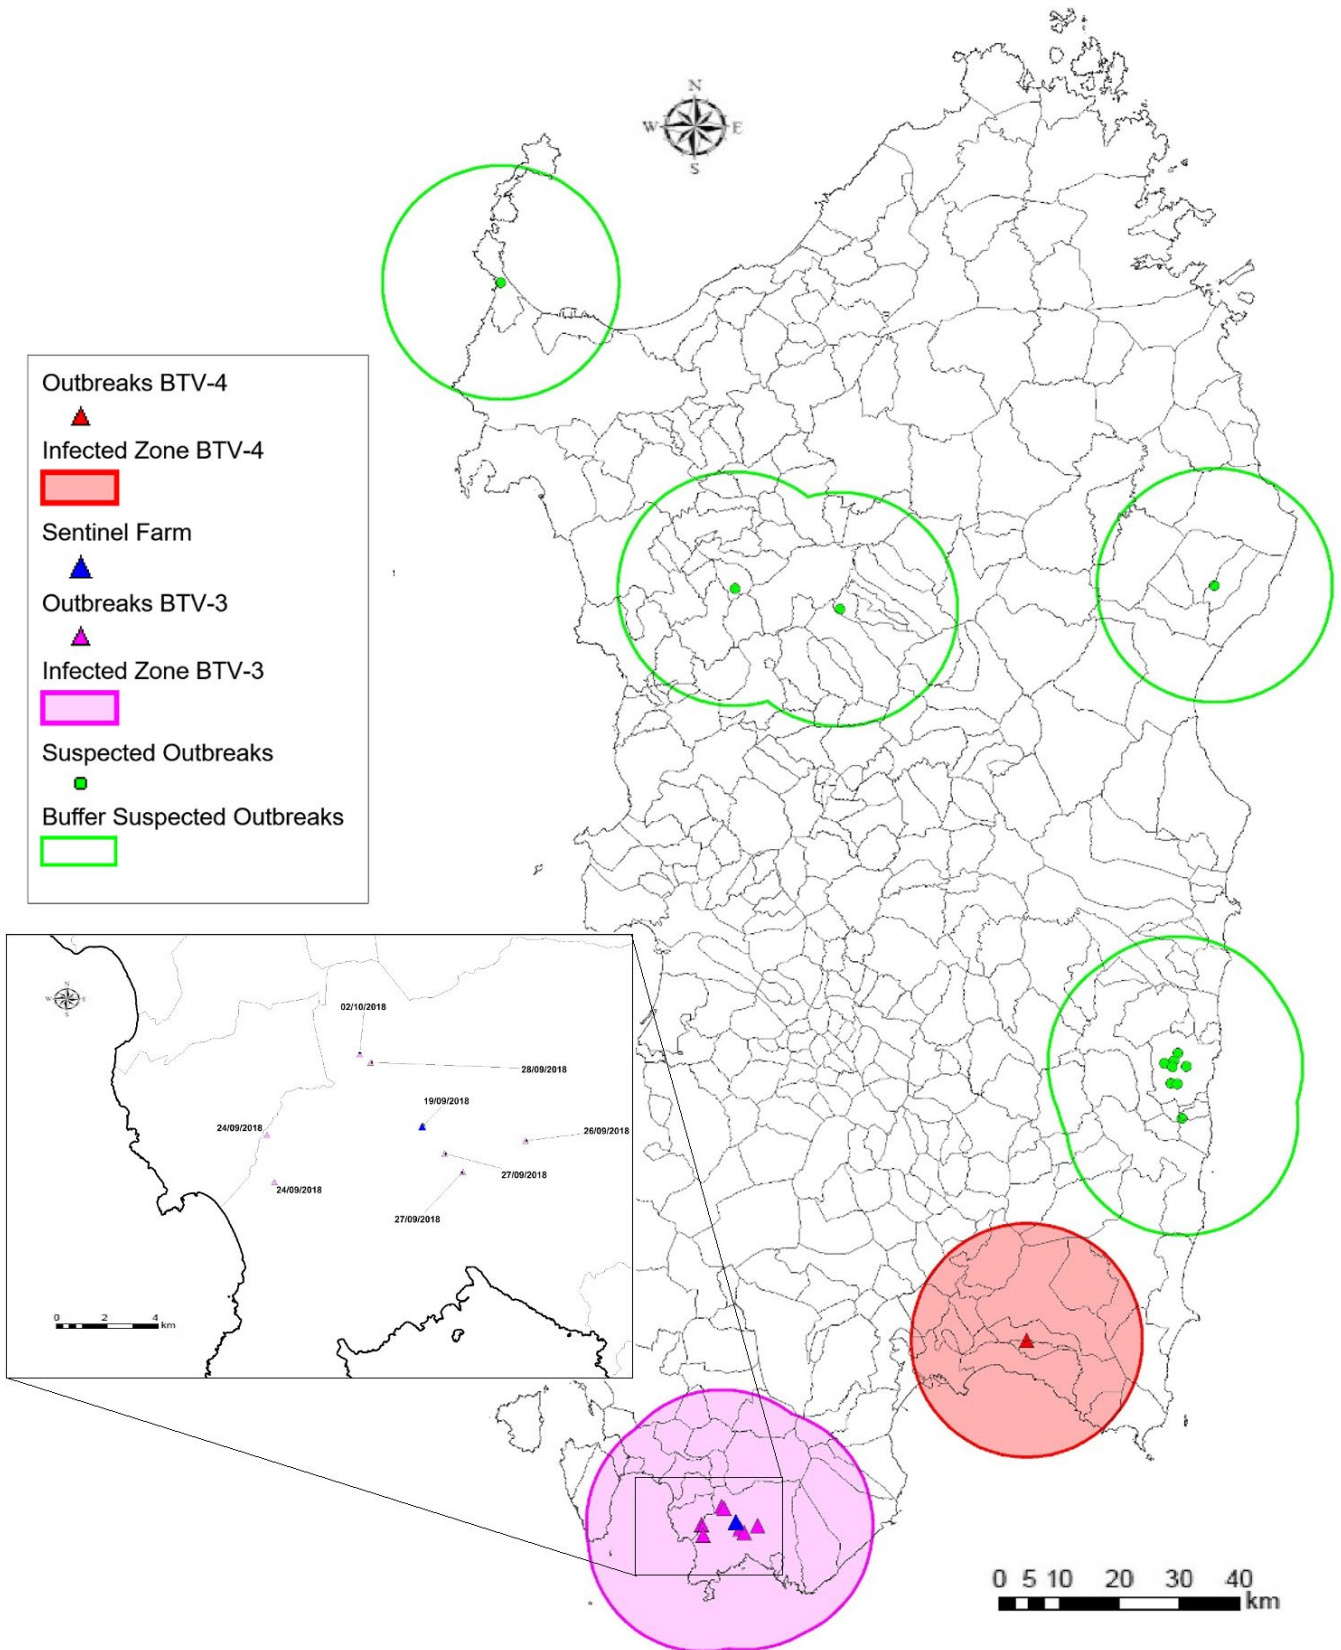 N
W E
S
Outbreaks BTV-4
Infected Zone BTV-4
Sentinel Farm
Outbreaks BTV-3
Infected Zone BTV-3
Suspected Outbreaks
Buffer Suspected Outbreaks
N
W E
S
02/10/2018
28/09/2018
19/09/2018
24/09/2018
26/09/2018
27/09/2018
24/09/2018
27/09/2018
0 2 4
km
0 5 10 20 30 40
km